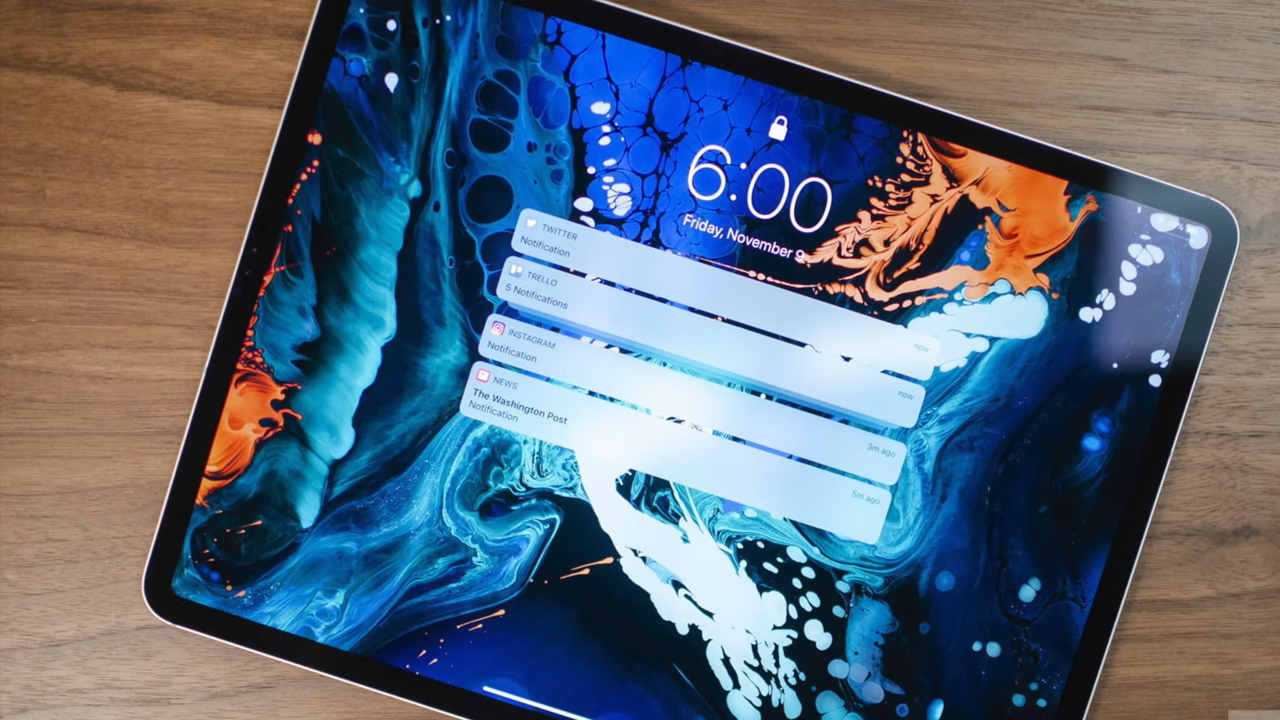 6:00
Friday, November 9
TWITTER
Notification
now
TRELLO
5 Notifications
now
INSTAGRAM
Notification
3m ago
NEWS
The Washington Post
Notification
5m ago